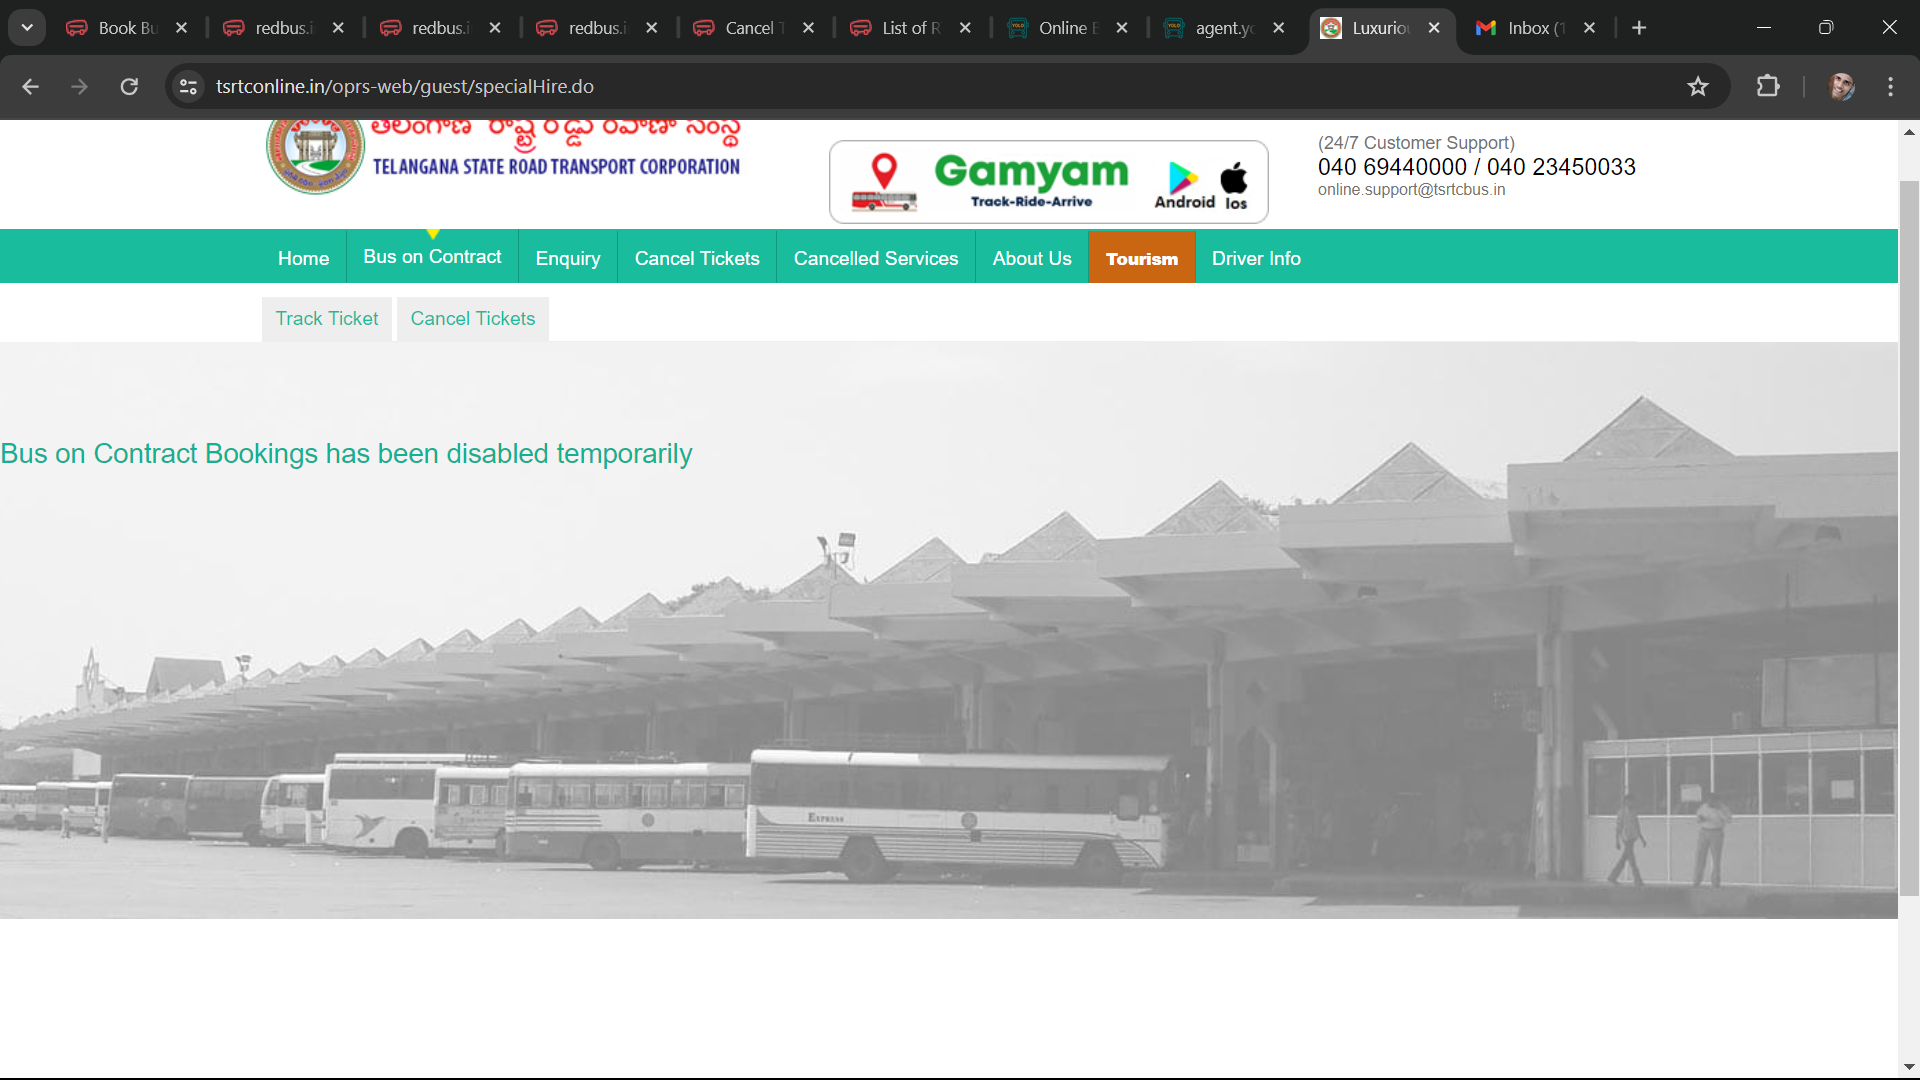 Book Bu
redbus.i
redbus.i
redbus.i
Cancel T
List of R
Online E
agent.yo
Luxuriou
Inbox (1
tsrtconline.in/oprs-web/guest/specialHire.do
తెలంగాణ రాష్ట్ర రోడ్డు రవాణా సంస్థ
TELANGANA STATE ROAD TRANSPORT CORPORATION
Gamyam
Track-Ride-Arrive
Android Ios
(24/7 Customer Support)
040 69440000 / 040 23450033
online.support@tsrtcbus.in
Home
Bus on Contract
Enquiry
Cancel Tickets
Cancelled Services
About Us
Tourism
Driver Info
Track Ticket
Cancel Tickets
Bus on Contract Bookings has been disabled temporarily
EXPRESS